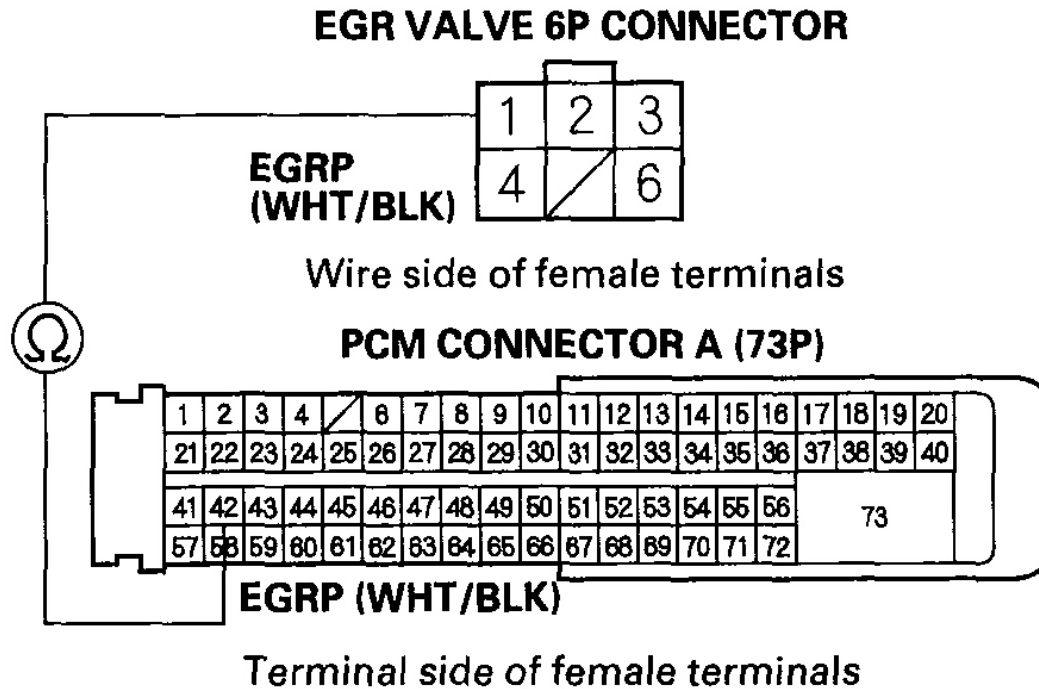 EGR VALVE 6P CONNECTOR
1 2 3
EGRP
(WHT/BLK)
4 6
Wire side of female terminals
Ω
PCM CONNECTOR A (73P)
1 2 3 4 6 7 8 9 10 11 12 13 14 15 16 17 18 19 20
21 22 23 24 25 26 27 28 29 30 31 32 33 34 35 36 37 38 39 40
41 42 43 44 45 46 47 48 49 50 51 52 53 54 55 56
73
57 58 59 60 61 62 63 64 65 66 67 68 69 70 71 72
EGRP (WHT/BLK)
Terminal side of female terminals